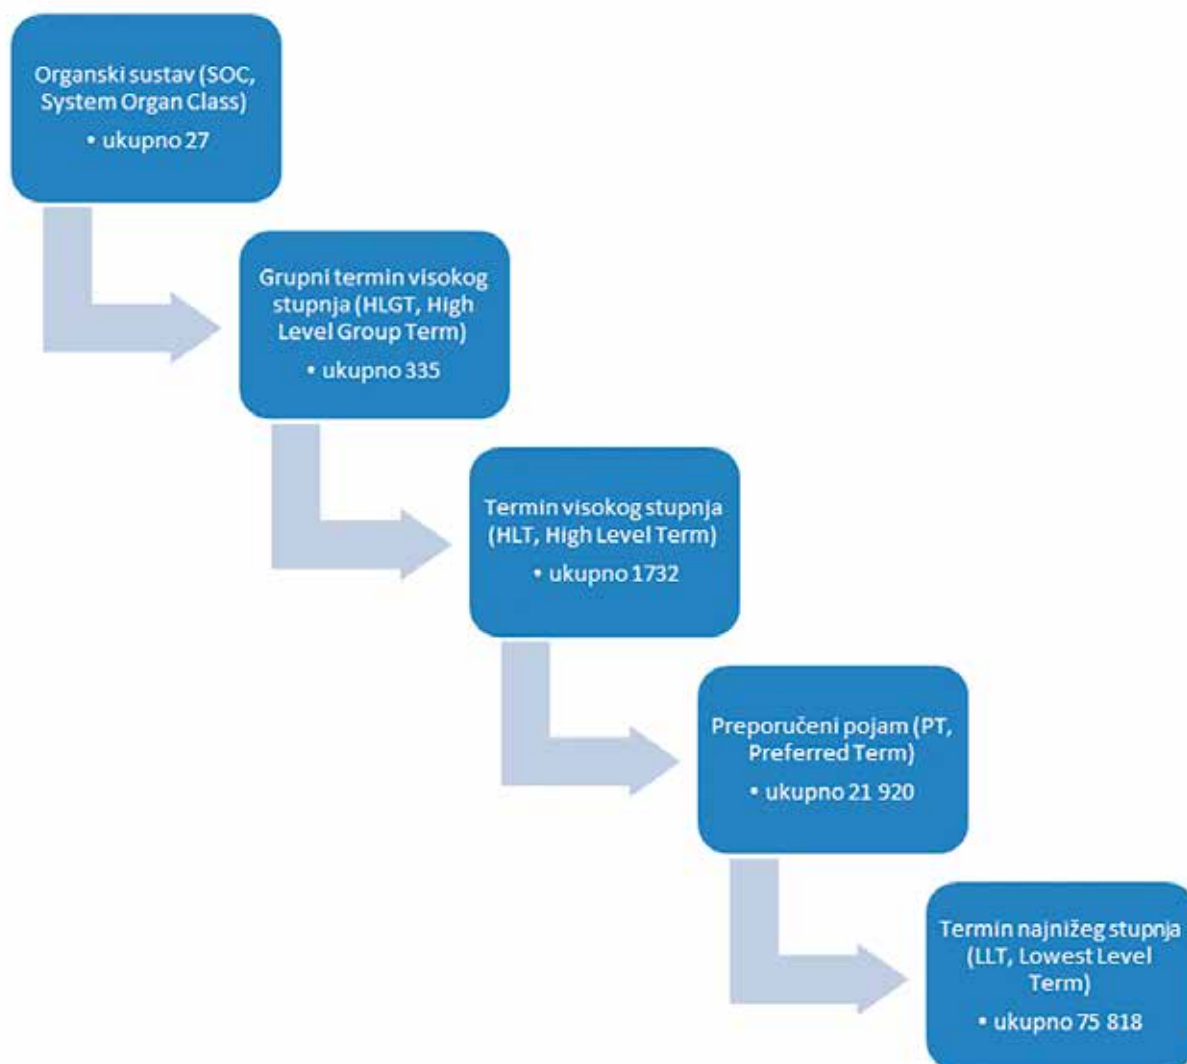 Organski sustav (SOC,
System Organ Class)
• ukupno 27
Grupni termin visokog
stupnja (HLGT, High
Level Group Term)
• ukupno 335
Termin visokog stupnja
(HLT, High Level Term)
• ukupno 1732
Preporučeni pojam (PT,
Preferred Term)
• ukupno 21 920
Termin najnižeg stupnja
(LLT, Lowest Level
Term)
• ukupno 75 818